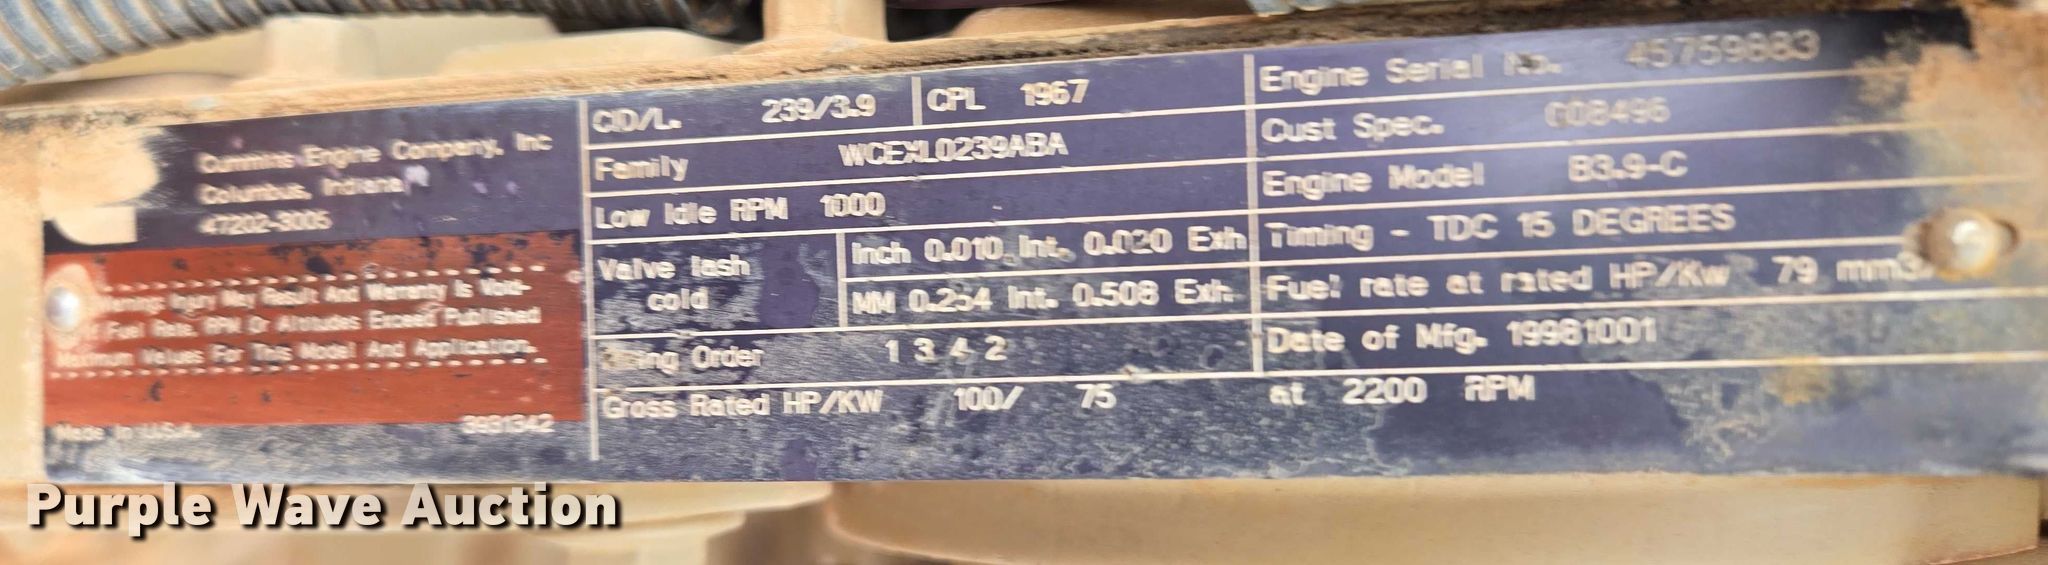 Cummins Engine Company, Inc
Columbus, Indiana
47202-3005
Warning: Injury May Result And Warranty Is Void-
If Fuel Rate, RPM Or Altitudes Exceed Published
Maximum Values For This Model And Application.
Made In U.S.A.
3931342
CID/L. 239/3.9 CPL 1967
Family WCEXL0239ABA
Low Idle RPM 1000
Valve lash cold
Inch 0.010 Int. 0.020 Exh
MM 0.254 Int. 0.508 Exh.
Firing Order 1 3 4 2
Gross Rated HP/KW 100/ 75 at 2200 RPM
Engine Serial No. 45759883
Cust Spec.
Engine Model B3.9-C
Timing - TDC 15 DEGREES
Fuel rate at rated HP/Kw 79 mm3/
Date of Mfg. 19981001
Purple Wave Auction